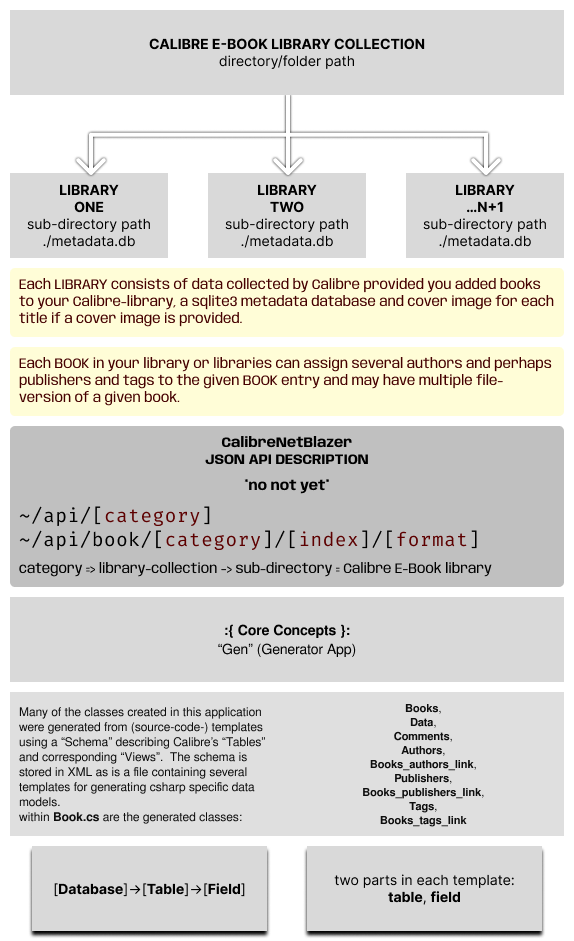 CALIBRE E-BOOK LIBRARY COLLECTION
directory/folder path
LIBRARY
ONE
sub-directory path
./metadata.db
LIBRARY
TWO
sub-directory path
./metadata.db
LIBRARY
...N+1
sub-directory path
./metadata.db
Each LIBRARY consists of data collected by Calibre provided you added books
to your Calibre-library, a sqlite3 metadata database and cover image for each
title if a cover image is provided.
Each BOOK in your library or libraries can assign several authors and perhaps
publishers and tags to the given BOOK entry and may have multiple file-
version of a given book.
CalibreNetBlazer
JSON API DESCRIPTION
*no not yet*
~/api/[category]
~/api/book/[category]/[index]/[format]
category => library-collection -> sub-directory = Calibre E-Book library
:{ Core Concepts }:
“Gen” (Generator App)
Many of the classes created in this application
were generated from (source-code-) templates
using a “Schema” describing Calibre’s “Tables”
and corresponding “Views”. The schema is
stored in XML as is a file containing several
templates for generating csharp specific data
models.
within Book.cs are the generated classes:
Books,
Data,
Comments,
Authors,
Books_authors_link,
Publishers,
Books_publishers_link,
Tags,
Books_tags_link
[Database]→[Table]→[Field]
two parts in each template:
table, field